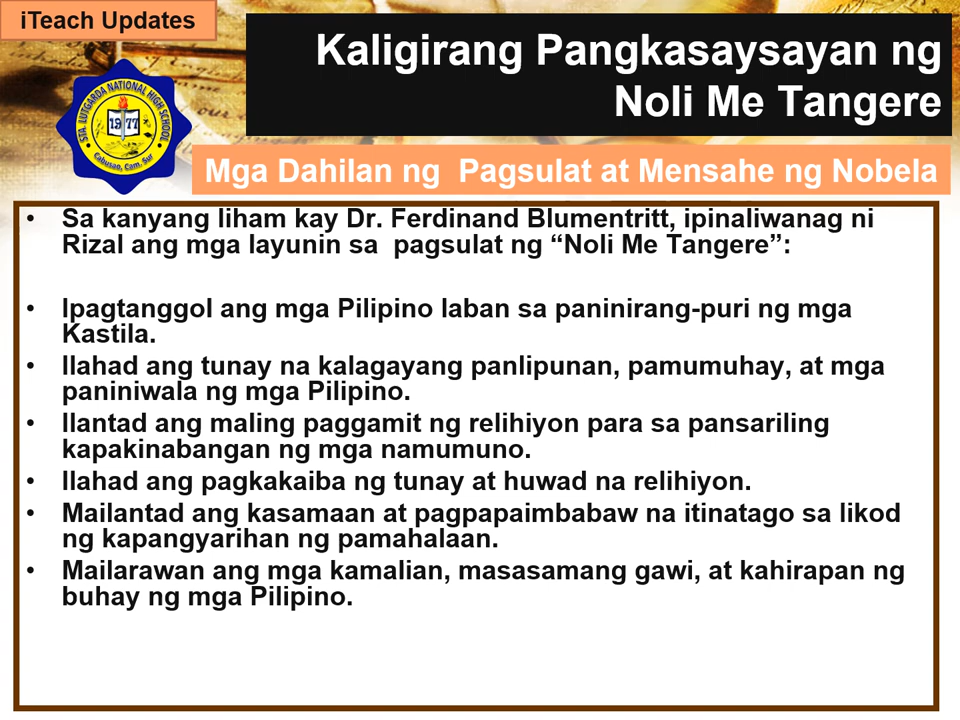 iTeach Updates
Kaligirang Pangkasaysayan ng
Noli Me Tangere
STA. LUTGARDA NATIONAL HIGH SCHOOL
1977
Cabusao, Cam. Sur
Mga Dahilan ng Pagsulat at Mensahe ng Nobela
• Sa kanyang liham kay Dr. Ferdinand Blumentritt, ipinaliwanag ni
Rizal ang mga layunin sa pagsulat ng “Noli Me Tangere”:
• Ipagtanggol ang mga Pilipino laban sa paninirang-puri ng mga
Kastila.
• Ilahad ang tunay na kalagayang panlipunan, pamumuhay, at mga
paniniwala ng mga Pilipino.
• Ilantad ang maling paggamit ng relihiyon para sa pansariling
kapakinabangan ng mga namumuno.
• Ilahad ang pagkakaiba ng tunay at huwad na relihiyon.
• Mailantad ang kasamaan at pagpapaimbabaw na itinatago sa likod
ng kapangyarihan ng pamahalaan.
• Mailarawan ang mga kamalian, masasamang gawi, at kahirapan ng
buhay ng mga Pilipino.